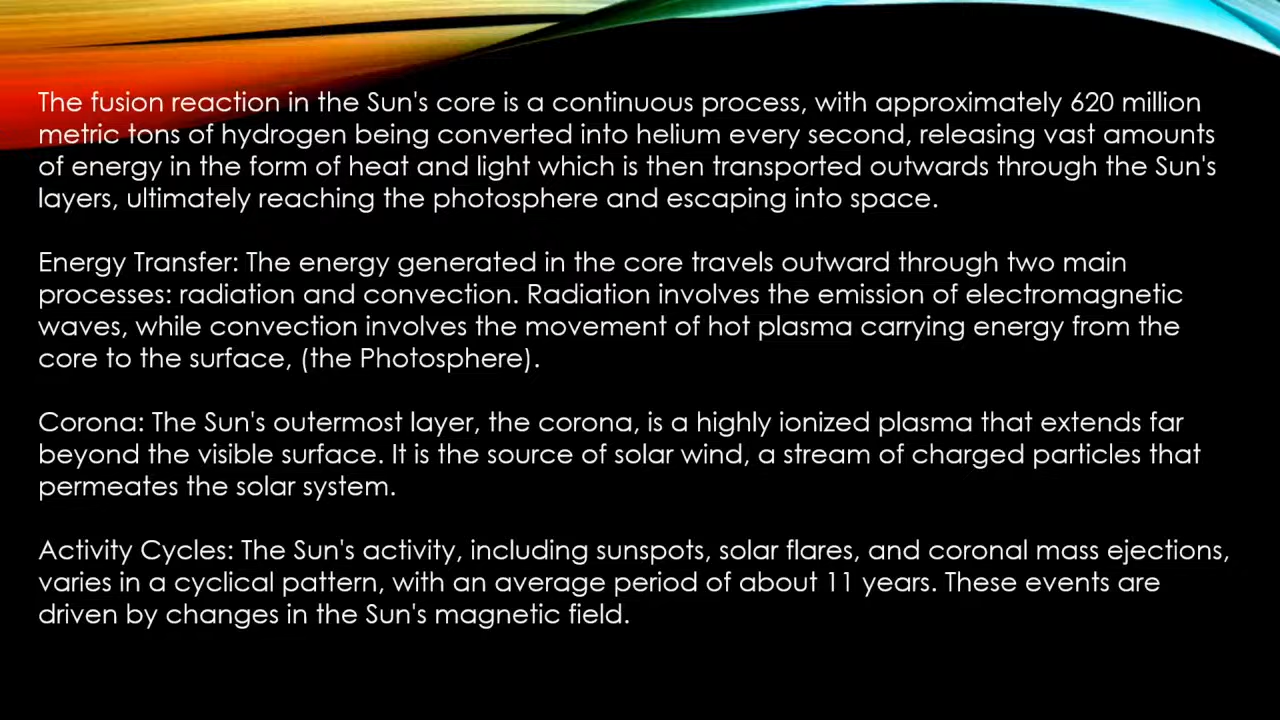 The fusion reaction in the Sun's core is a continuous process, with approximately 620 million
metric tons of hydrogen being converted into helium every second, releasing vast amounts
of energy in the form of heat and light which is then transported outwards through the Sun's
layers, ultimately reaching the photosphere and escaping into space.
Energy Transfer: The energy generated in the core travels outward through two main
processes: radiation and convection. Radiation involves the emission of electromagnetic
waves, while convection involves the movement of hot plasma carrying energy from the
core to the surface, (the Photosphere).
Corona: The Sun's outermost layer, the corona, is a highly ionized plasma that extends far
beyond the visible surface. It is the source of solar wind, a stream of charged particles that
permeates the solar system.
Activity Cycles: The Sun's activity, including sunspots, solar flares, and coronal mass ejections,
varies in a cyclical pattern, with an average period of about 11 years. These events are
driven by changes in the Sun's magnetic field.